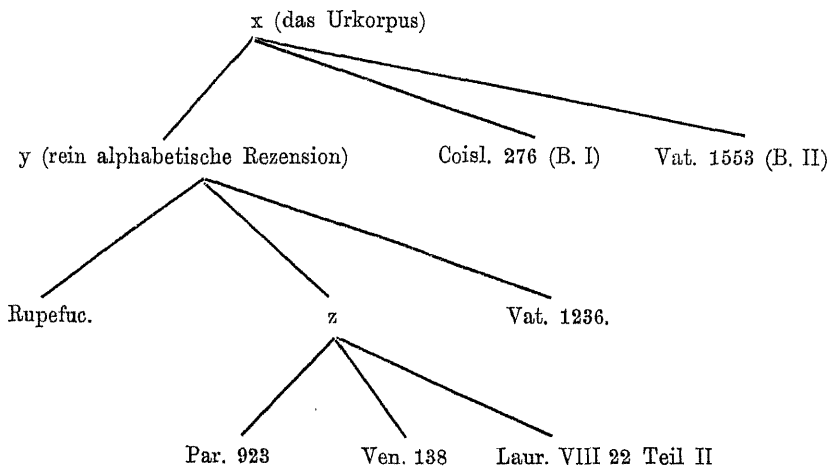 x (das Urkorpus)
y (rein alphabetische Rezension) Coisl. 276 (B. I) Vat. 1553 (B. II)
Rupefuc. z Vat. 1236.
Par. 923 Ven. 138 Laur. VIII 22 Teil II